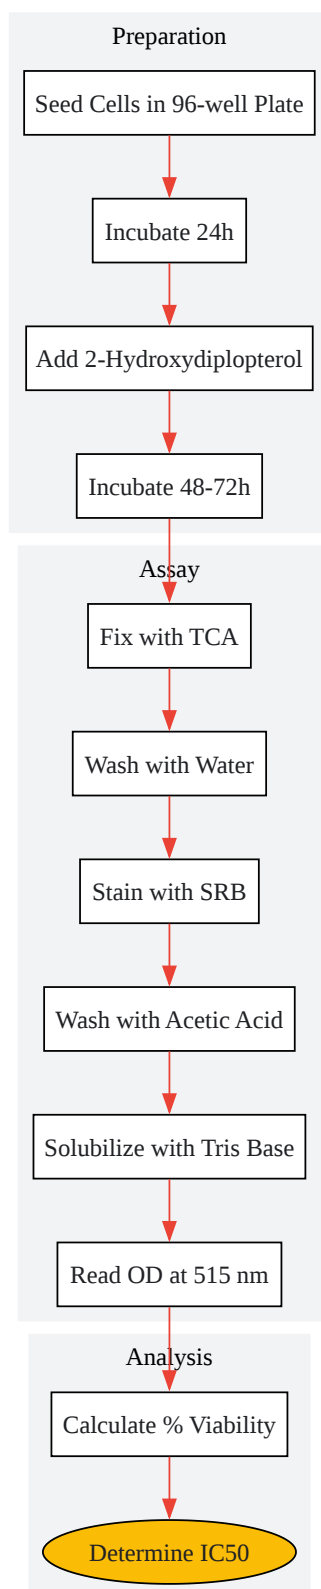 Preparation
Seed Cells in 96-well Plate
Incubate 24h
Add 2-Hydroxydiplopterol
Incubate 48-72h
Assay
Fix with TCA
Wash with Water
Stain with SRB
Wash with Acetic Acid
Solubilize with Tris Base
Read OD at 515 nm
Analysis
Calculate % Viability
Determine IC50